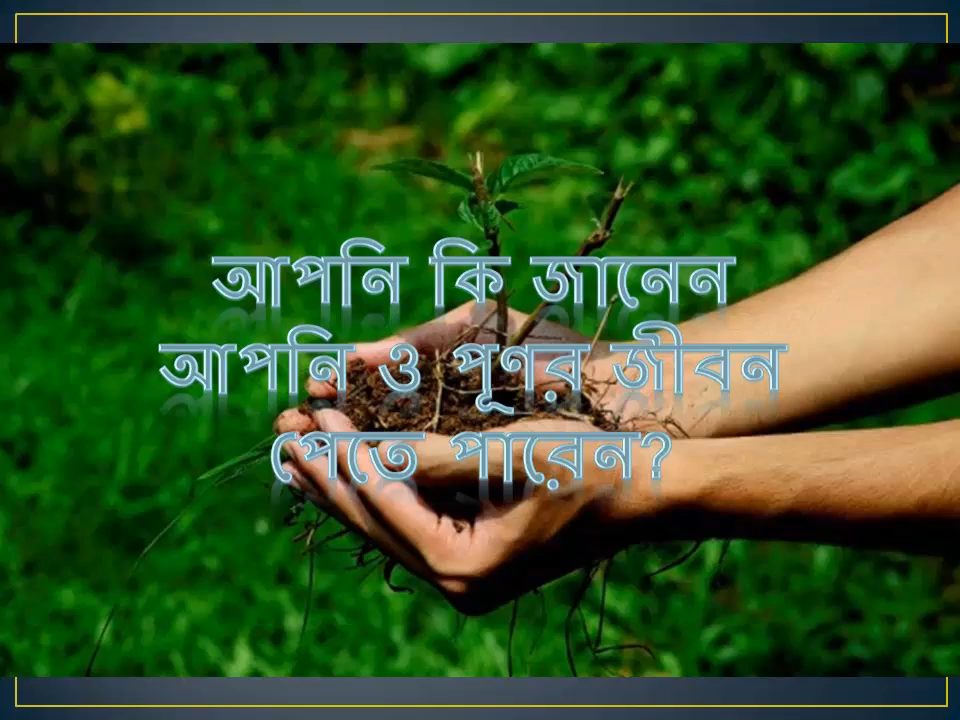 আপনি কি জানেন
আপনি ও পূণর জীবন
পেতে পারেন?